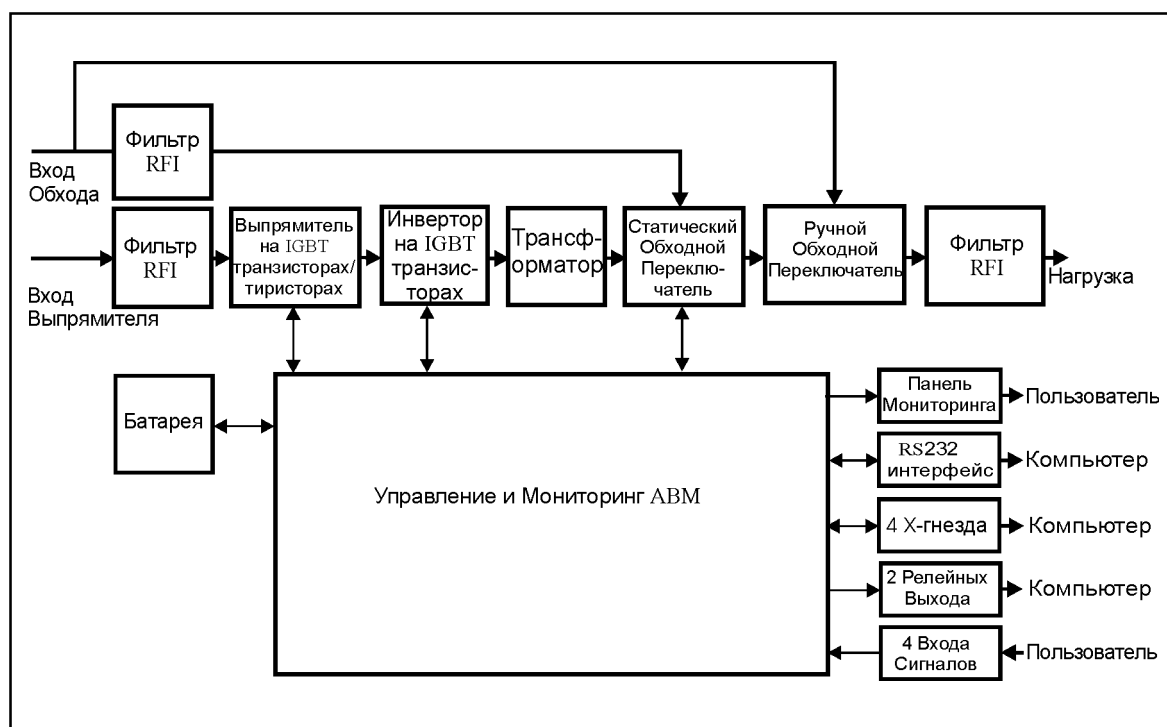 Фильтр
RFI
Вход
Обхода
Фильтр
RFI
Вход
Выпрямителя
Выпрямитель
на IGBT
транзисторах/
тиристорах
Инвертор
на IGBT
транзис-
торах
Трансф-
орматор
Статический
Обходной
Переклю-
чатель
Ручной
Обходной
Переключатель
Фильтр
RFI
Нагрузка
Батарея
Управление и Мониторинг ABM
Панель
Мониторинга
Пользователь
RS232
интерфейс
Компьютер
4 X-гнезда
Компьютер
2 Релейных
Выхода
Компьютер
4 Входа
Сигналов
Пользователь